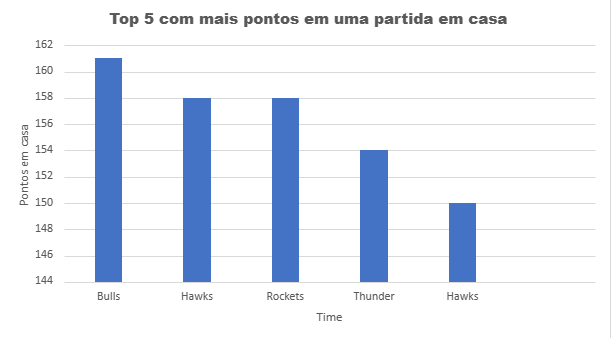 Top 5 com mais pontos em uma partida em casa
162
160
158
156
154
152
150
148
146
144
Pontos em casa
Bulls Hawks Rockets Thunder Hawks
Time